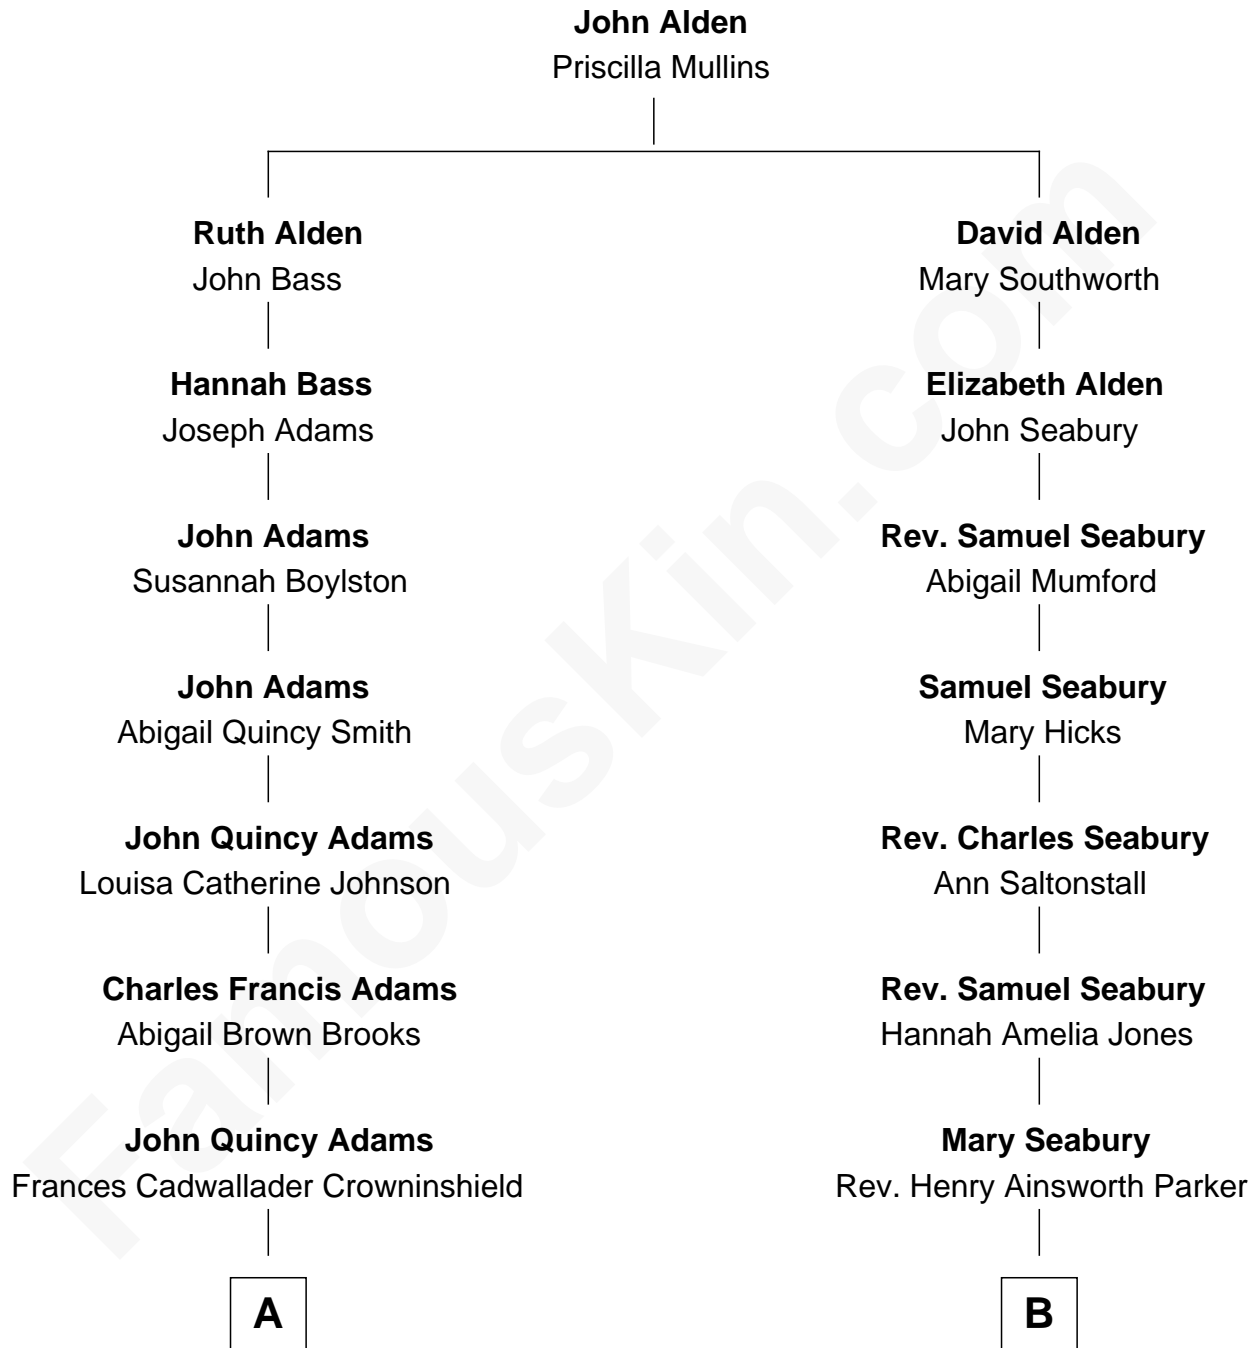 John Alden
Priscilla Mullins
Ruth Alden
John Bass
David Alden
Mary Southworth
Hannah Bass
Joseph Adams
Elizabeth Alden
John Seabury
John Adams
Susannah Boylston
Rev. Samuel Seabury
Abigail Mumford
John Adams
Abigail Quincy Smith
Samuel Seabury
Mary Hicks
John Quincy Adams
Louisa Catherine Johnson
Rev. Charles Seabury
Ann Saltonstall
Charles Francis Adams
Abigail Brown Brooks
Rev. Samuel Seabury
Hannah Amelia Jones
John Quincy Adams
Frances Cadwallader Crowninshield
Mary Seabury
Rev. Henry Ainsworth Parker
A
B
FamousKin.com